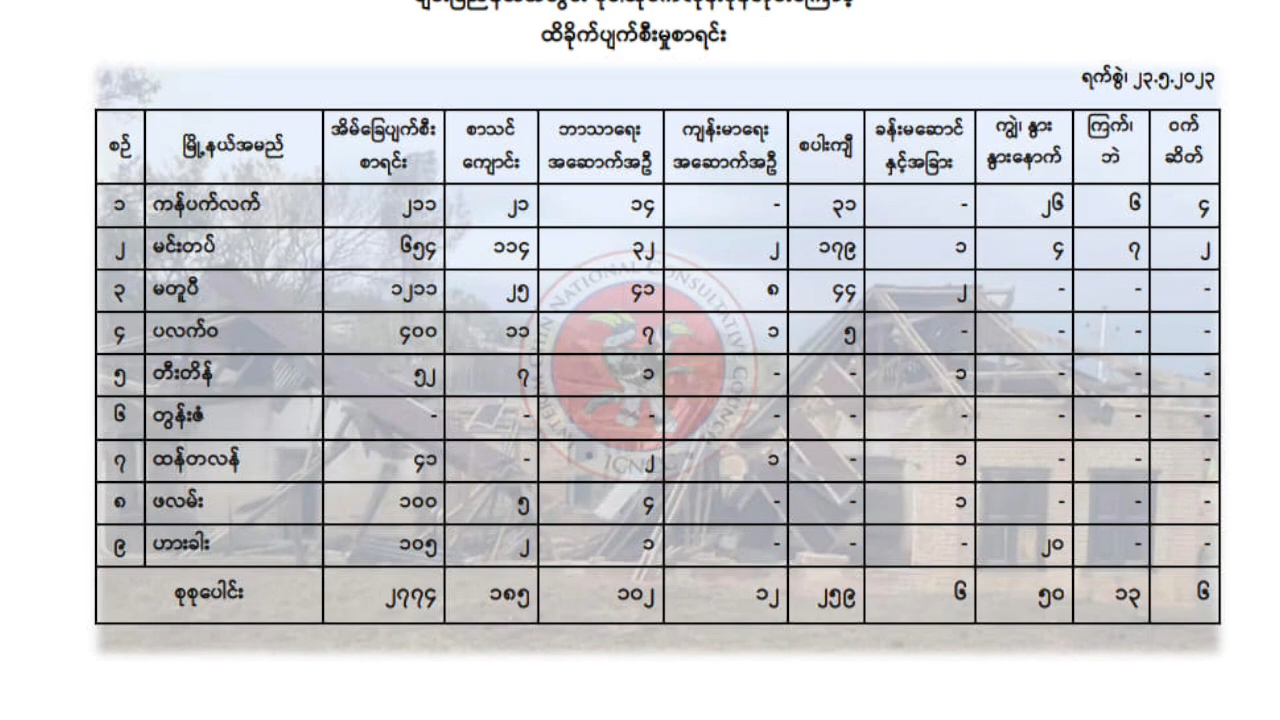 ထိခိုက်ပျက်စီးမှုစာရင်း
ရက်စွဲ၊ ၂၃.၅.၂၀၂၃
စဉ် မြို့နယ်အမည် အိမ်ခြေပျက်စီး စာရင်း စာသင် ကျောင်း ဘာသာရေး အဆောက်အဦ ကျန်းမာရေး အဆောက်အဦ စပါးကျီ ခန်းမဆောင် နှင့်အခြား ကျွဲ၊ နွား နွားနောက် ကြက်၊ ဘဲ ဝက် ဆိတ်
၁ ကန်ပက်လက် ၂၁၁ ၂၁ ၁၄ - ၃၁ - ၂၆ ၆ ၄
၂ မင်းတပ် ၆၅၄ ၁၁၄ ၃၂ ၂ ၁၇၉ ၁ ၄ ၇ ၂
၃ မတူပီ ၁၂၁၁ ၂၅ ၄၁ ၈ ၄၄ ၂ - - -
၄ ပလက်ဝ ၄၀၀ ၁၁ ၇ ၁ ၅ - - - -
၅ တီးတိန် ၅၂ ၇ ၁ - - ၁ - - -
၆ တွန်းဇံ - - - - - - - - -
၇ ထန်တလန် ၄၁ - ၂ ၁ - ၁ - - -
၈ ဖလမ်း ၁၀၀ ၅ ၄ - - ၁ - - -
၉ ဟားခါး ၁၀၅ ၂ ၁ - - - ၂၀ - -
စုစုပေါင်း ၂၇၇၄ ၁၈၅ ၁၀၂ ၁၂ ၂၅၉ ၆ ၅၀ ၁၃ ၆
INTERIM CHIN NATIONAL CONSULTATIVE COUNCIL
ICNCC